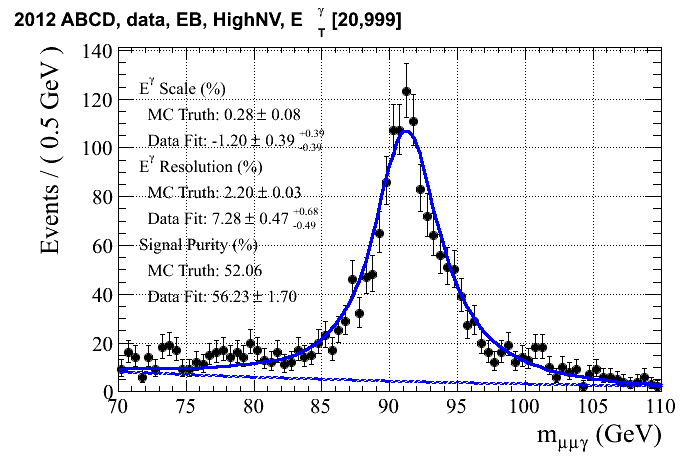 2012 ABCD, data, EB, HighNV, E_T^γ [20,999]
Events / ( 0.5 GeV )
140
120
100
80
60
40
20
0
E^γ Scale (%)
MC Truth: 0.28 ± 0.08
Data Fit: -1.20 ± 0.39 +0.39 -0.39
E^γ Resolution (%)
MC Truth: 2.20 ± 0.03
Data Fit: 7.28 ± 0.47 +0.68 -0.49
Signal Purity (%)
MC Truth: 52.06
Data Fit: 56.23 ± 1.70
70 75 80 85 90 95 100 105 110
m_μμγ (GeV)